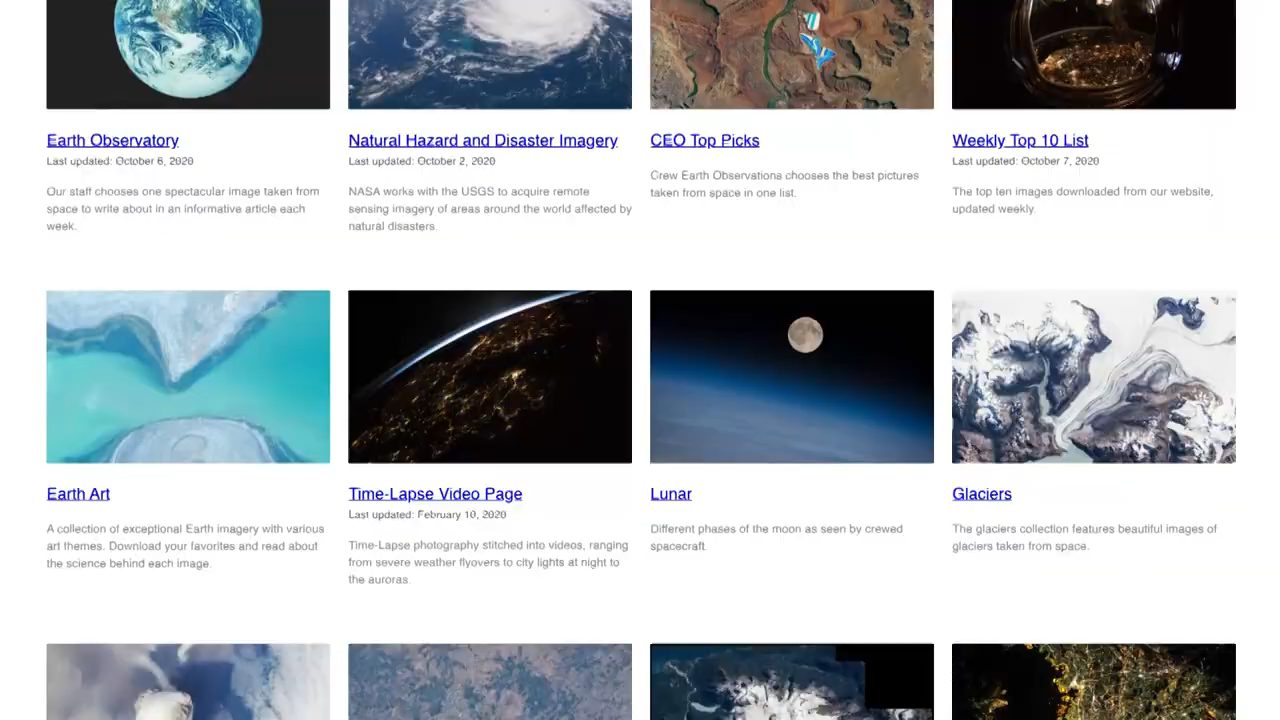 Earth Observatory
Last updated: October 6, 2020
Our staff chooses one spectacular image taken from
space to write about in an informative article each
week.
Natural Hazard and Disaster Imagery
Last updated: October 2, 2020
NASA works with the USGS to acquire remote
sensing imagery of areas around the world affected by
natural disasters.
CEO Top Picks
Crew Earth Observations chooses the best pictures
taken from space in one list.
Weekly Top 10 List
Last updated: October 7, 2020
The top ten images downloaded from our website,
updated weekly.
Earth Art
A collection of exceptional Earth imagery with various
art themes. Download your favorites and read about
the science behind each image.
Time-Lapse Video Page
Last updated: February 10, 2020
Time-Lapse photography stitched into videos, ranging
from severe weather flyovers to city lights at night to
the auroras.
Lunar
Different phases of the moon as seen by crewed
spacecraft
Glaciers
The glaciers collection features beautiful images of
glaciers taken from space.